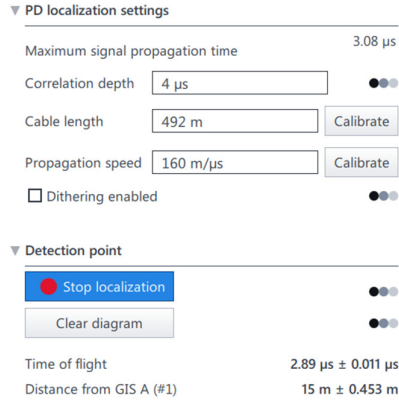 PD localization settings
Maximum signal propagation time 3.08 µs
Correlation depth 4 µs
Cable length 492 m Calibrate
Propagation speed 160 m/µs Calibrate
Dithering enabled
Detection point
Stop localization
Clear diagram
Time of flight 2.89 µs ± 0.011 µs
Distance from GIS A (#1) 15 m ± 0.453 m